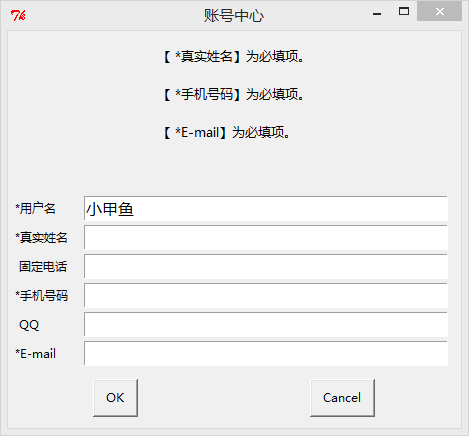 账号中心
【 *真实姓名】为必填项。
【 *手机号码】为必填项。
【 *E-mail】为必填项。
*用户名 小甲鱼
*真实姓名
固定电话
*手机号码
QQ
*E-mail
OK Cancel